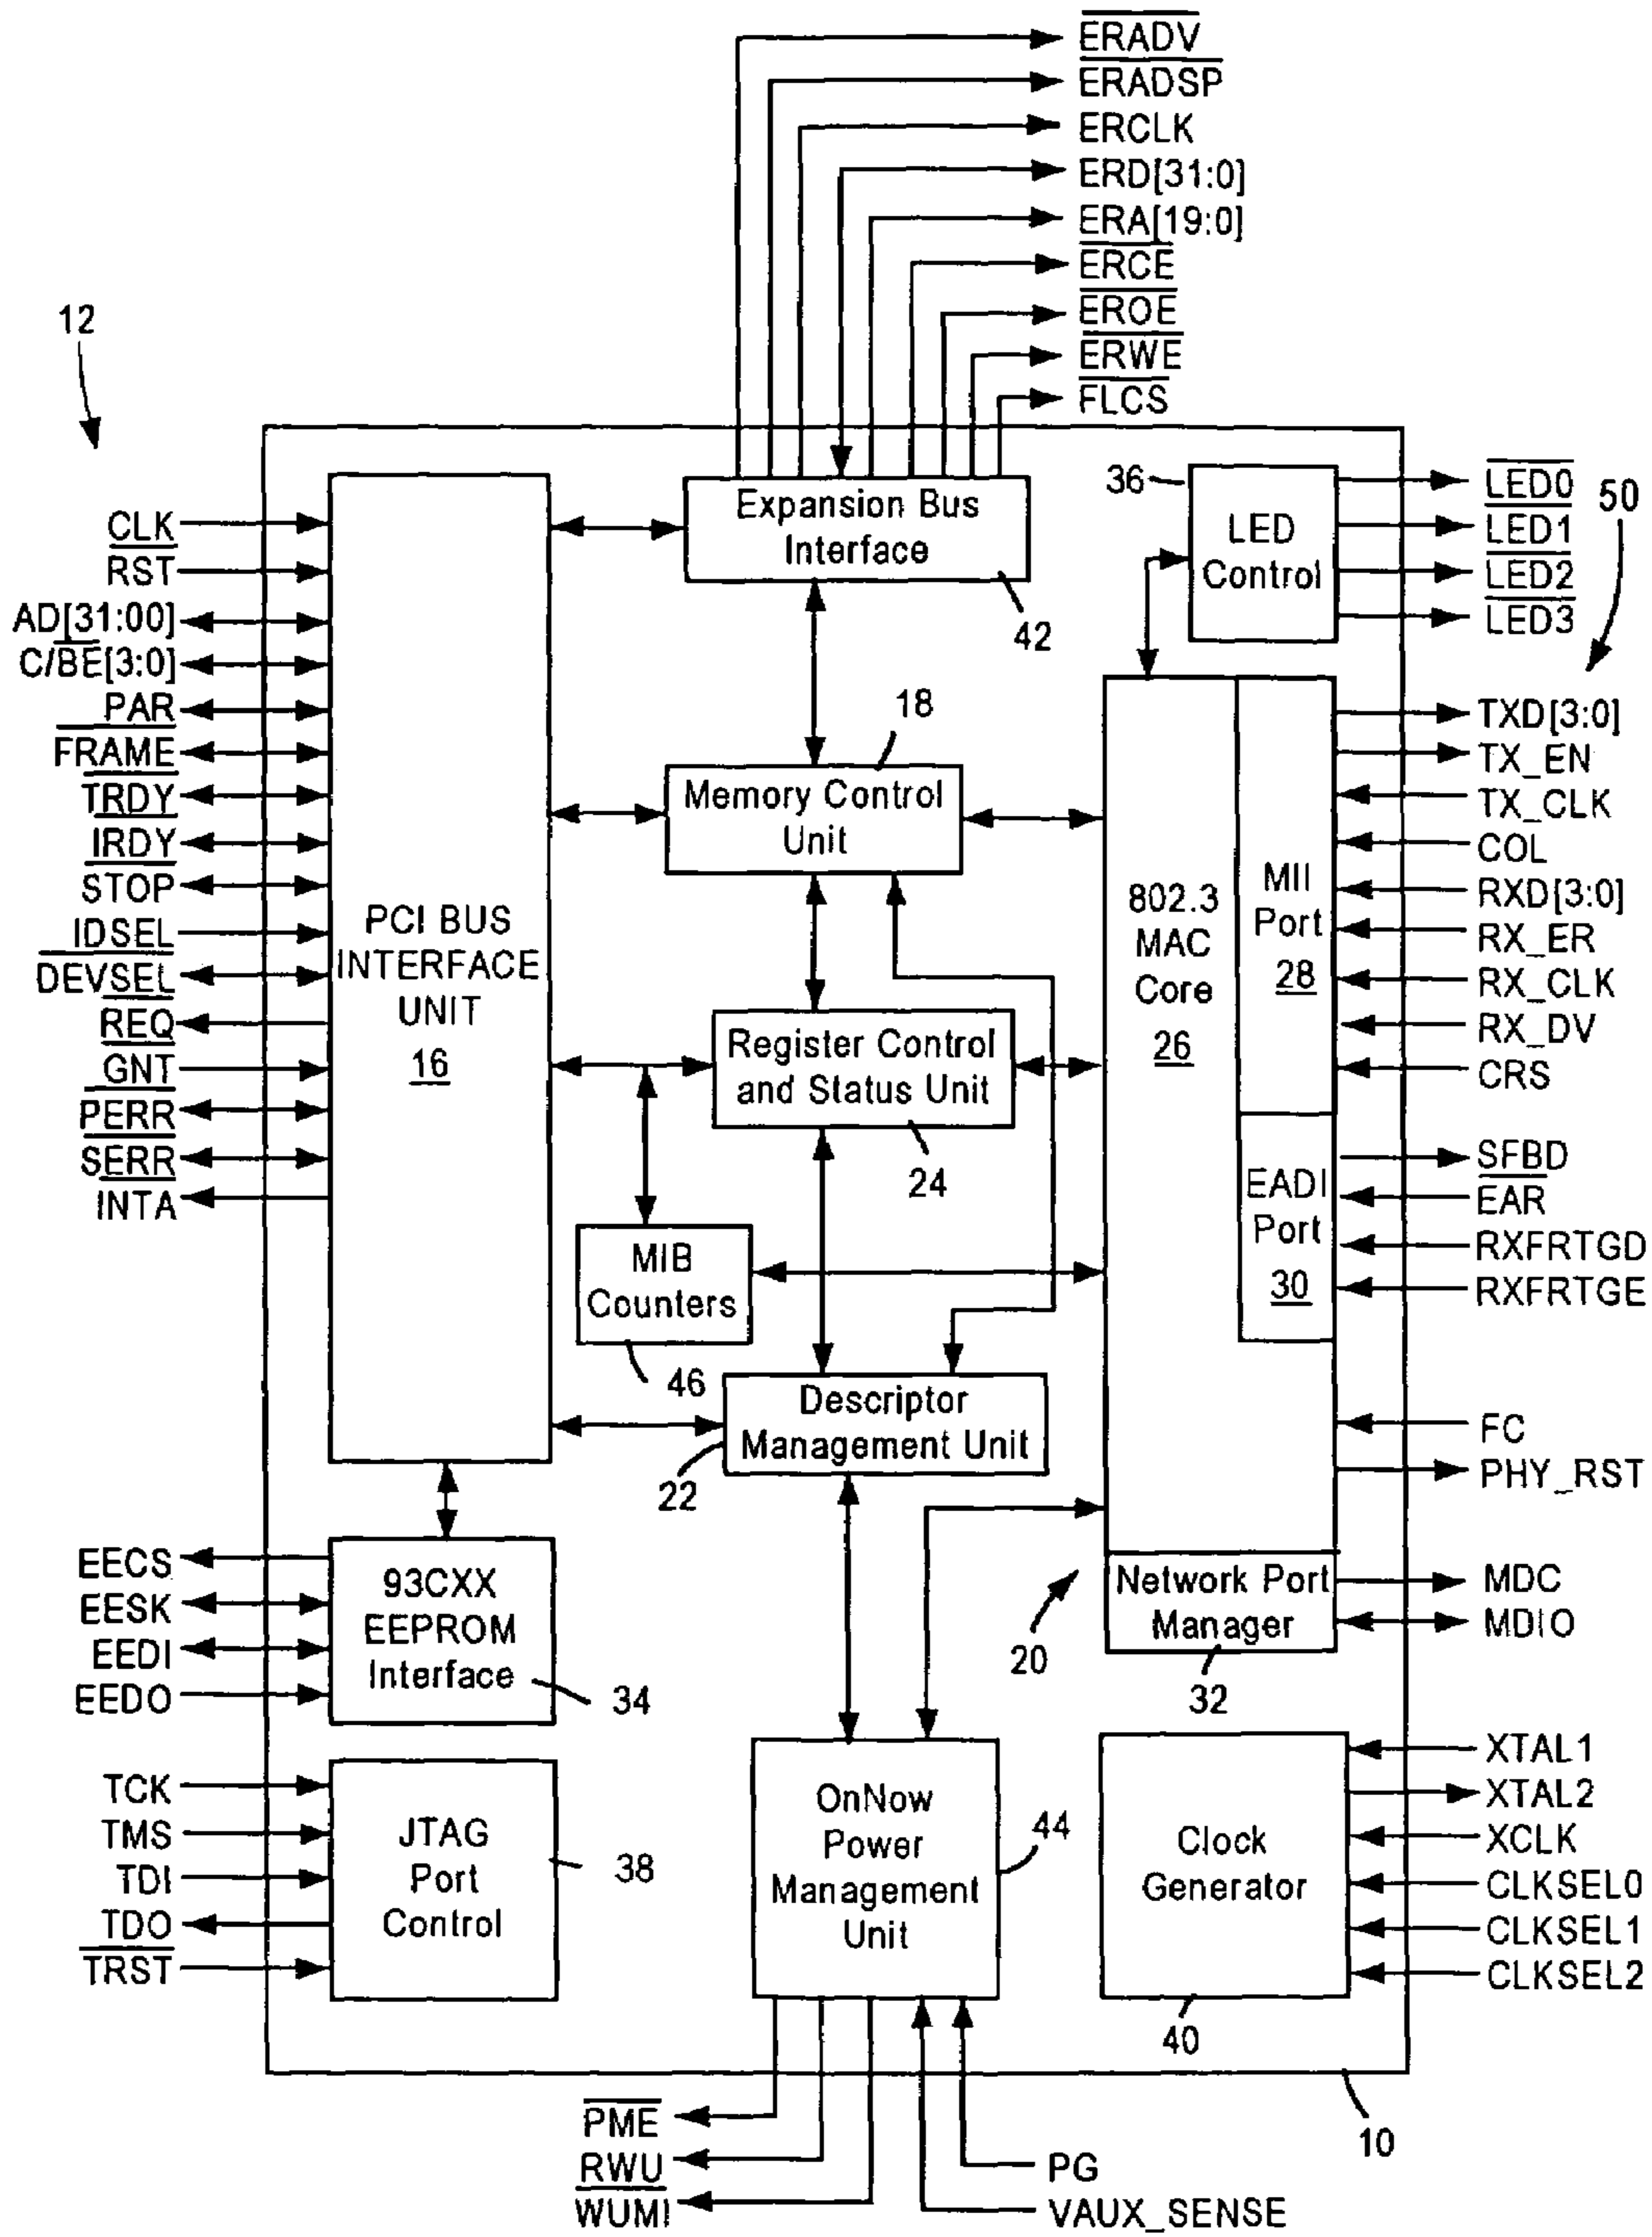 ERADV
ERADSP
ERCLK
ERD[31:0]
ERA[19:0]
ERCE
EROE
ERWE
FLCS
12
50
CLK
RST
AD[31:00]
C/BE[3:0]
PAR
FRAME
TRDY
IRDY
STOP
IDSEL
DEVSEL
REQ
GNT
PERR
SERR
INTA
PCI BUS
INTERFACE
UNIT
16
Expansion Bus
Interface
42
36
LED
Control
LED0
LED1
LED2
LED3
18
Memory Control
Unit
802.3
MAC
Core
26
MII
Port
28
TXD[3:0]
TX_EN
TX_CLK
COL
RXD[3:0]
RX_ER
RX_CLK
RX_DV
CRS
Register Control
and Status Unit
24
EADI
Port
30
SFBD
EAR
RXFRTGD
RXFRTGE
MIB
Counters
46
Descriptor
Management Unit
22
FC
PHY_RST
EECS
EESK
EEDI
EEDO
93CXX
EEPROM
Interface
34
20
Network Port
Manager
32
MDC
MDIO
TCK
TMS
TDI
TDO
TRST
JTAG
Port
Control
38
OnNow
Power
Management
Unit
44
Clock
Generator
40
XTAL1
XTAL2
XCLK
CLKSEL0
CLKSEL1
CLKSEL2
10
PME
RWU
WUMI
PG
VAUX_SENSE